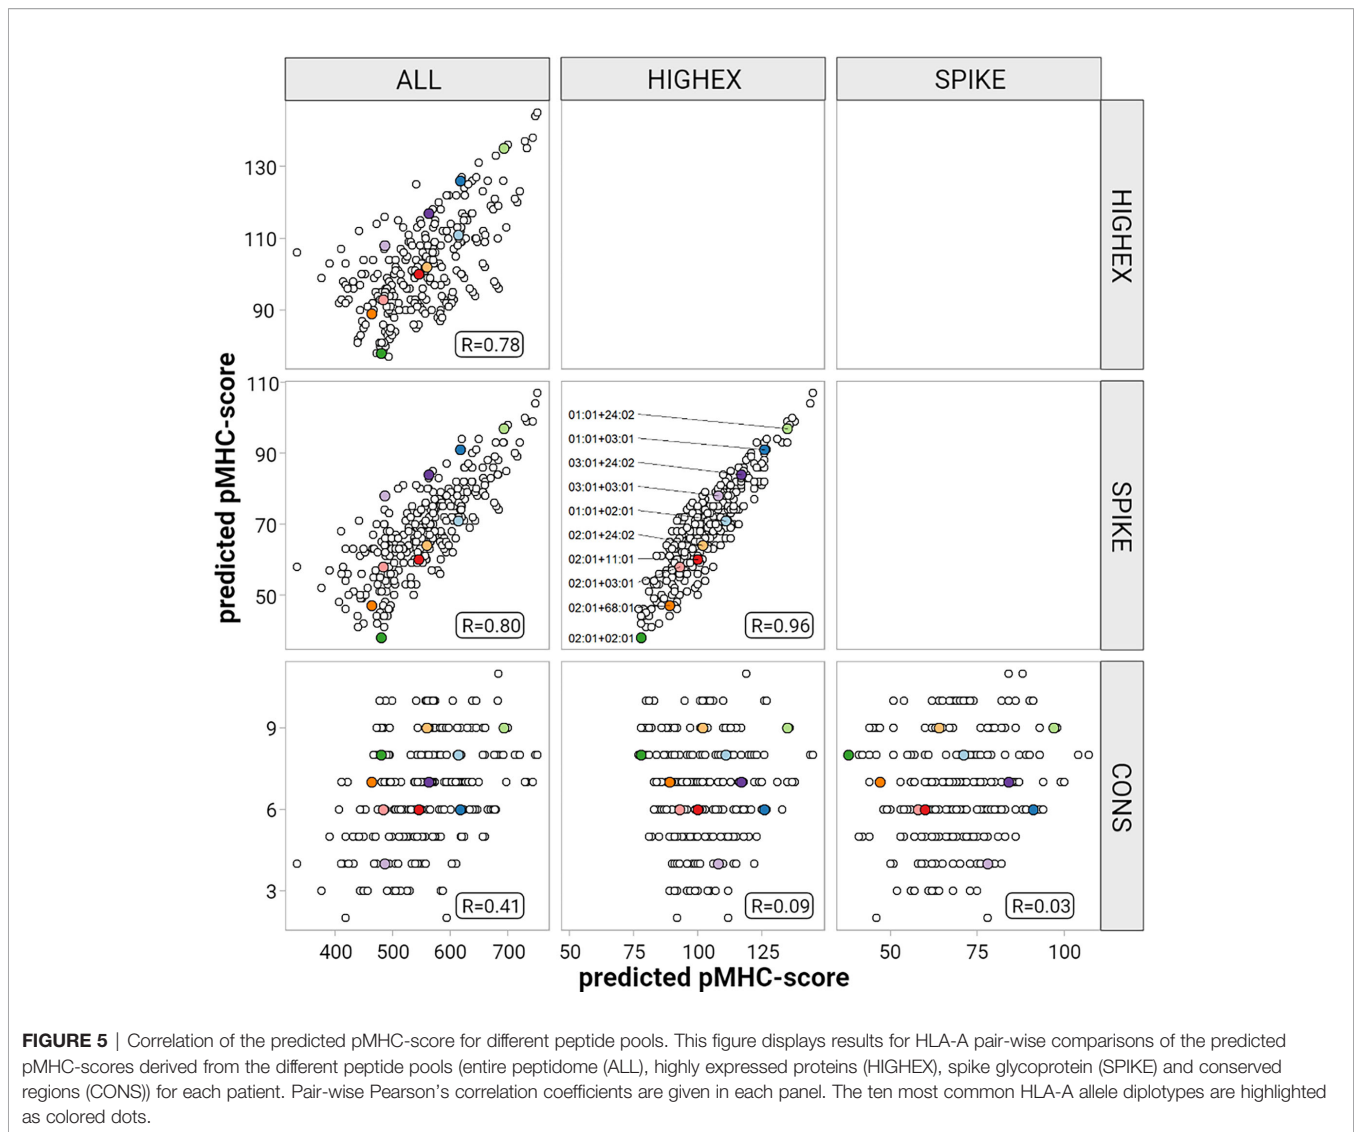 ALL HIGHEX SPIKE
130
110
90
R=0.78
HIGHEX
predicted pMHC-score
110
90
70
50
R=0.80
01:01+24:02
01:01+03:01
03:01+24:02
03:01+03:01
01:01+02:01
02:01+24:02
02:01+11:01
02:01+03:01
02:01+68:01
02:01+02:01
R=0.96
SPIKE
9
6
3
R=0.41
R=0.09
R=0.03
CONS
400 500 600 700 50 75 100 125 50 75 100
predicted pMHC-score
FIGURE 5 | Correlation of the predicted pMHC-score for different peptide pools. This figure displays results for HLA-A pair-wise comparisons of the predicted
pMHC-scores derived from the different peptide pools (entire peptidome (ALL), highly expressed proteins (HIGHEX), spike glycoprotein (SPIKE) and conserved
regions (CONS)) for each patient. Pair-wise Pearson's correlation coefficients are given in each panel. The ten most common HLA-A allele diplotypes are highlighted
as colored dots.